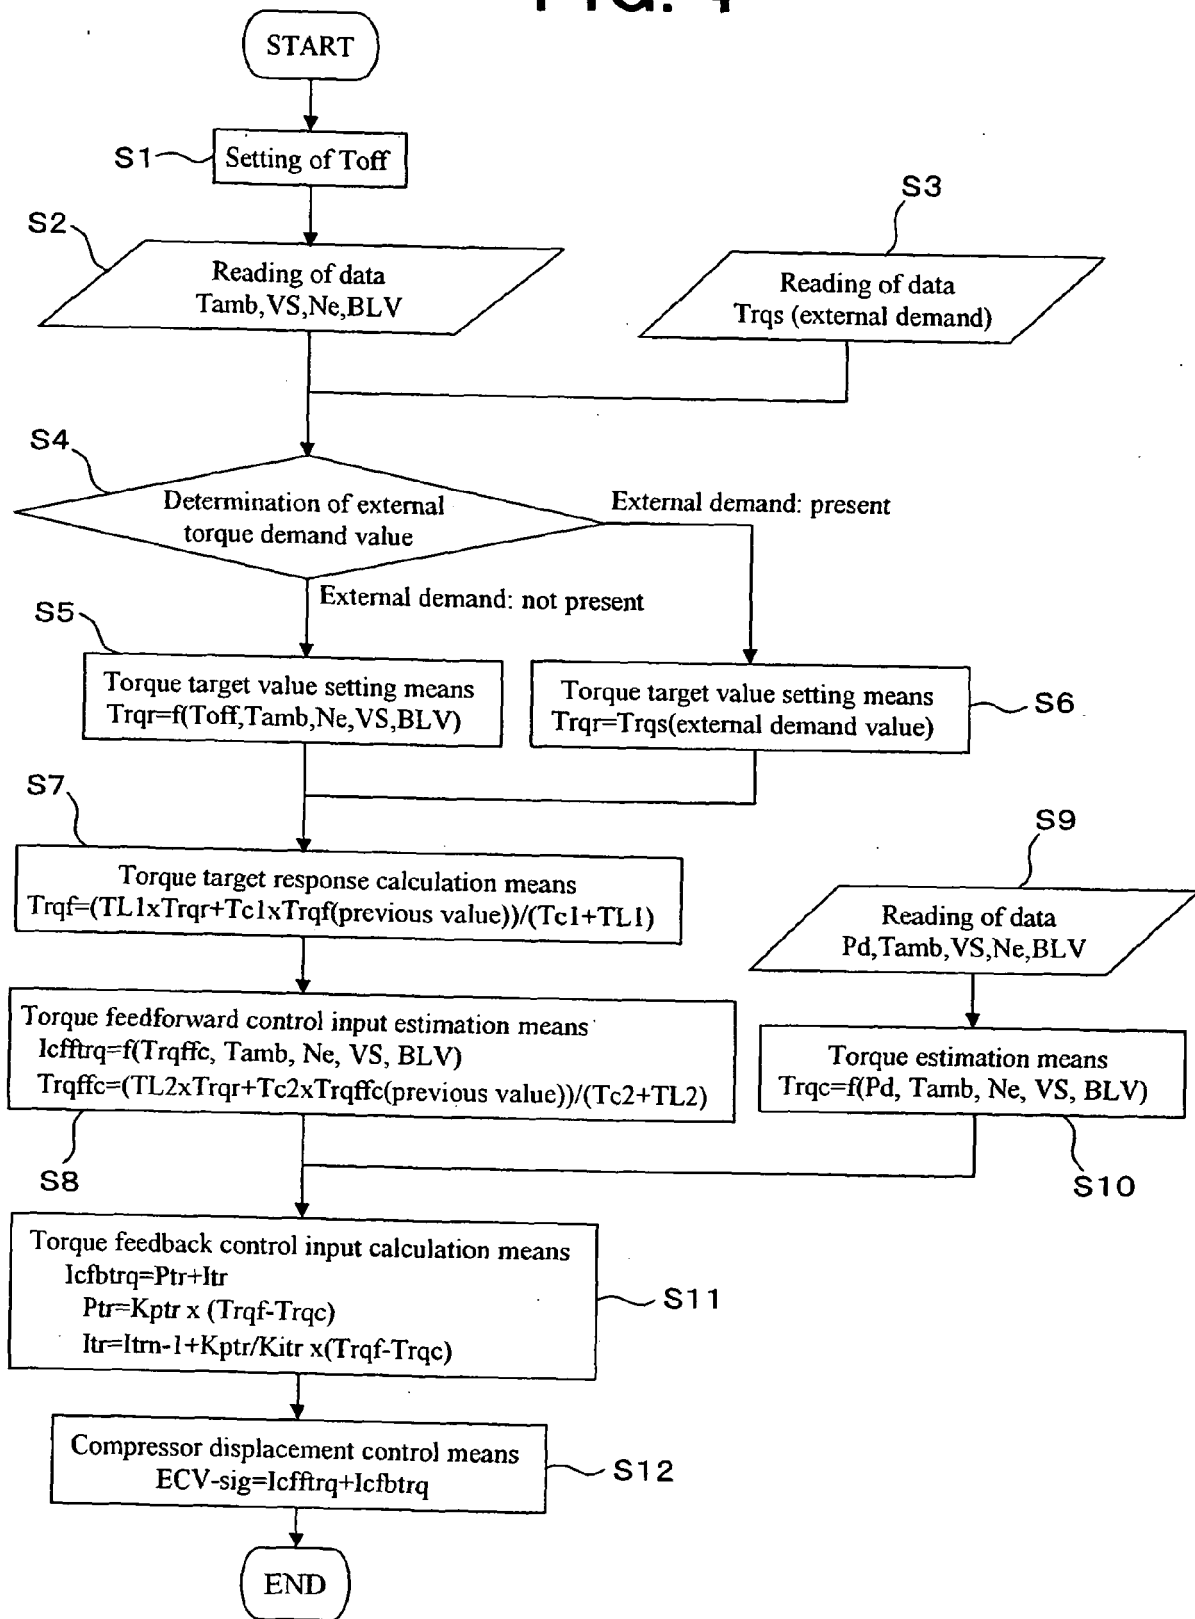 START
S1
Setting of Toff
S2
Reading of data
Tamb,VS,Ne,BLV
S3
Reading of data
Trqs (external demand)
S4
Determination of external
torque demand value
External demand: present
External demand: not present
S5
Torque target value setting means
Trqr=f(Toff,Tamb,Ne,VS,BLV)
Torque target value setting means
Trqr=Trqs(external demand value)
S6
S7
Torque target response calculation means
Trqf=(TL1xTrqr+Tc1xTrqf(previous value))/(Tc1+TL1)
S9
Reading of data
Pd,Tamb,VS,Ne,BLV
Torque feedforward control input estimation means
Icfftrq=f(Trqffc, Tamb, Ne, VS, BLV)
Trqffc=(TL2xTrqr+Tc2xTrqffc(previous value))/(Tc2+TL2)
S8
Torque estimation means
Trqc=f(Pd, Tamb, Ne, VS, BLV)
S10
Torque feedback control input calculation means
Icfbtrq=Ptr+Itr
Ptr=Kptr x (Trqf-Trqc)
Itr=Itrn-1+Kptr/Kitr x(Trqf-Trqc)
S11
Compressor displacement control means
ECV-sig=Icfftrq+Icfbtrq
S12
END